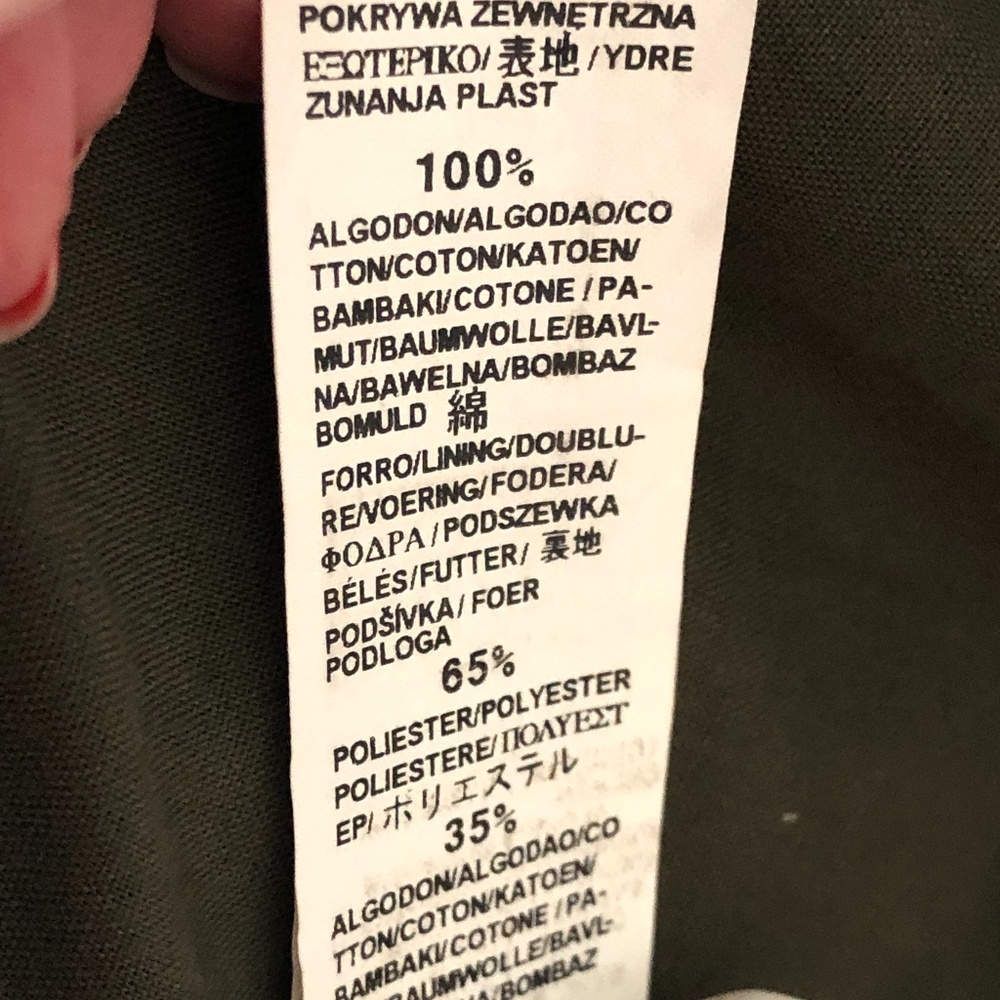 POKRYWA ZEWNĘTRZNA
ΕΞΩΤΕΡΙΚΟ/ 表地 /YDRE
ZUNANJA PLAST
100%
ALGODON/ALGODAO/CO
TTON/COTON/KATOEN/
BAMBAKI/COTONE /PA-
MUT/BAUMWOLLE/BAVL-
NA/BAWELNA/BOMBAZ
BOMULD 綿
FORRO/LINING/DOUBLU-
RE/VOERING/FODERA/
ΦΟΔΡΑ/PODSZEWKA
BÉLÉS/FUTTER/ 裏地
PODŠÍVKA/ FOER
PODLOGA
65%
POLIESTER/POLYESTER
POLIESTERE/ΠΟΛΥΕΣΤ
EP/ ポリエステル
35%
ALGODON/ALGODAO/CO
TTON/COTON/KATOEN/
BAMBAKI/COTONE /PA-
BAUMWOLLE/BAVL-
/BOMBAZ